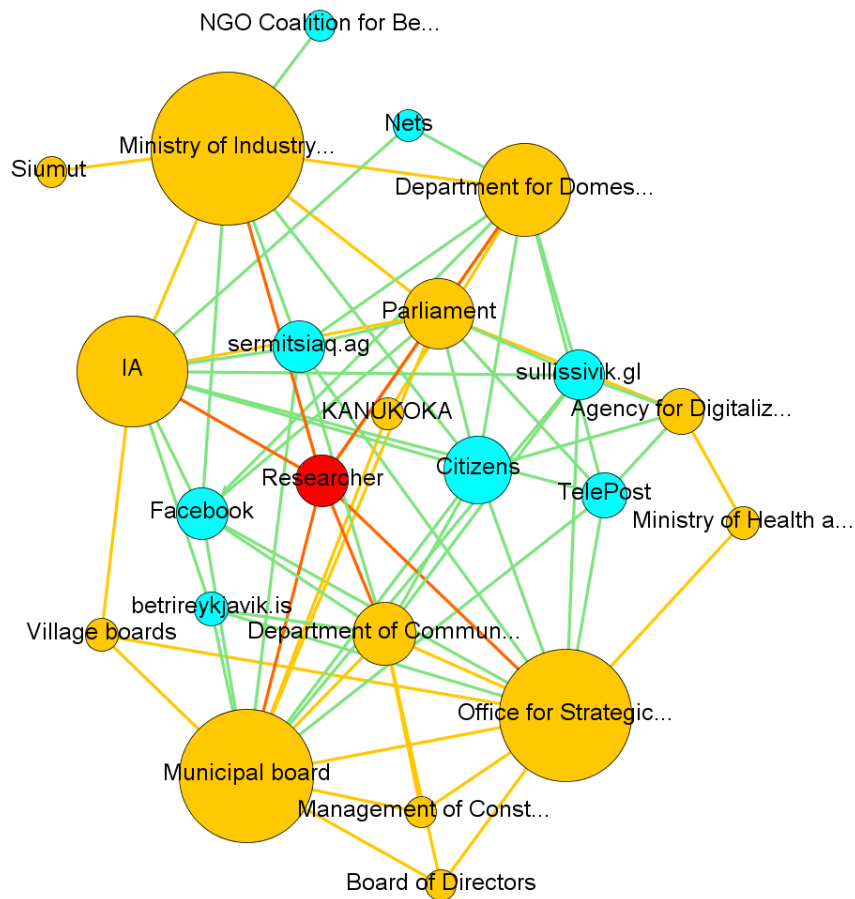 NGO Coalition for Be...
Nets
Ministry of Industry...
Siumut
Department for Domes...
Parliament
sermitsiaq.ag
IA
sullissivik.gl
KANUKOKA
Agency for Digitaliz...
Citizens
Researcher
TelePost
Facebook
Ministry of Health a...
betrireykjavik.is
Village boards
Department of Commun...
Office for Strategic...
Municipal board
Management of Const...
Board of Directors